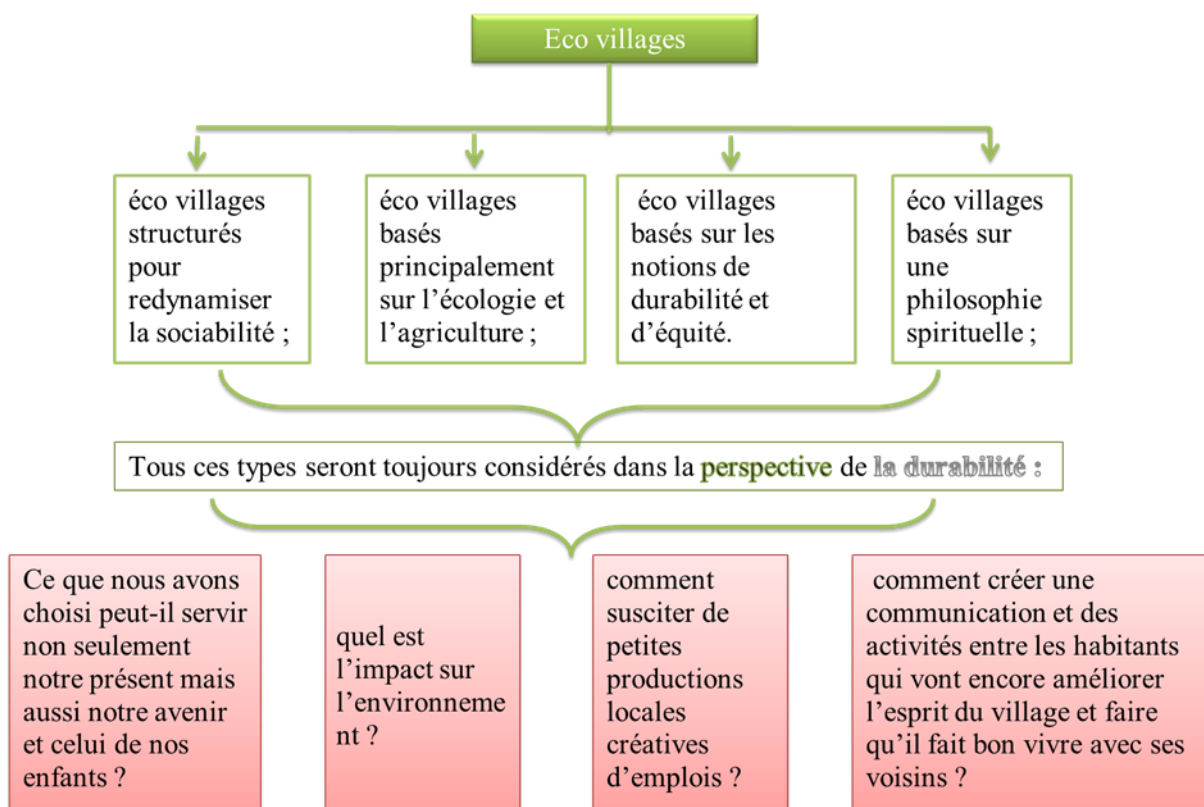 Eco villages
éco villages
structurés
pour
redynamiser
la sociabilité ;
éco villages
basés
principalement
sur l’écologie et
l’agriculture ;
éco villages
basés sur les
notions de
durabilité et
d’équité.
éco villages
basés sur
une
philosophie
spirituelle ;
Tous ces types seront toujours considérés dans la perspective de la durabilité :
Ce que nous avons
choisi peut-il servir
non seulement
notre présent mais
aussi notre avenir
et celui de nos
enfants ?
quel est
l’impact sur
l’environneme
nt ?
comment
susciter de
petites
productions
locales
créatives
d’emplois ?
comment créer une
communication et des
activités entre les habitants
qui vont encore améliorer
l’esprit du village et faire
qu’il fait bon vivre avec ses
voisins ?